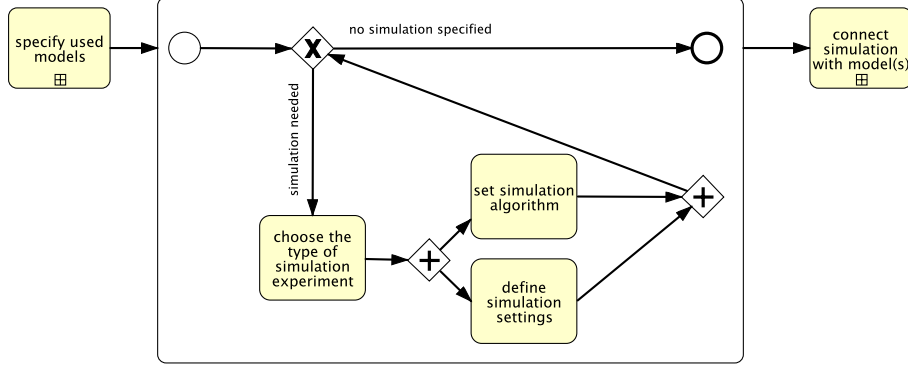 specify used
models
no simulation specified
connect
simulation
with model(s)
simulation needed
set simulation
algorithm
choose the
type of
simulation
experiment
define
simulation
settings